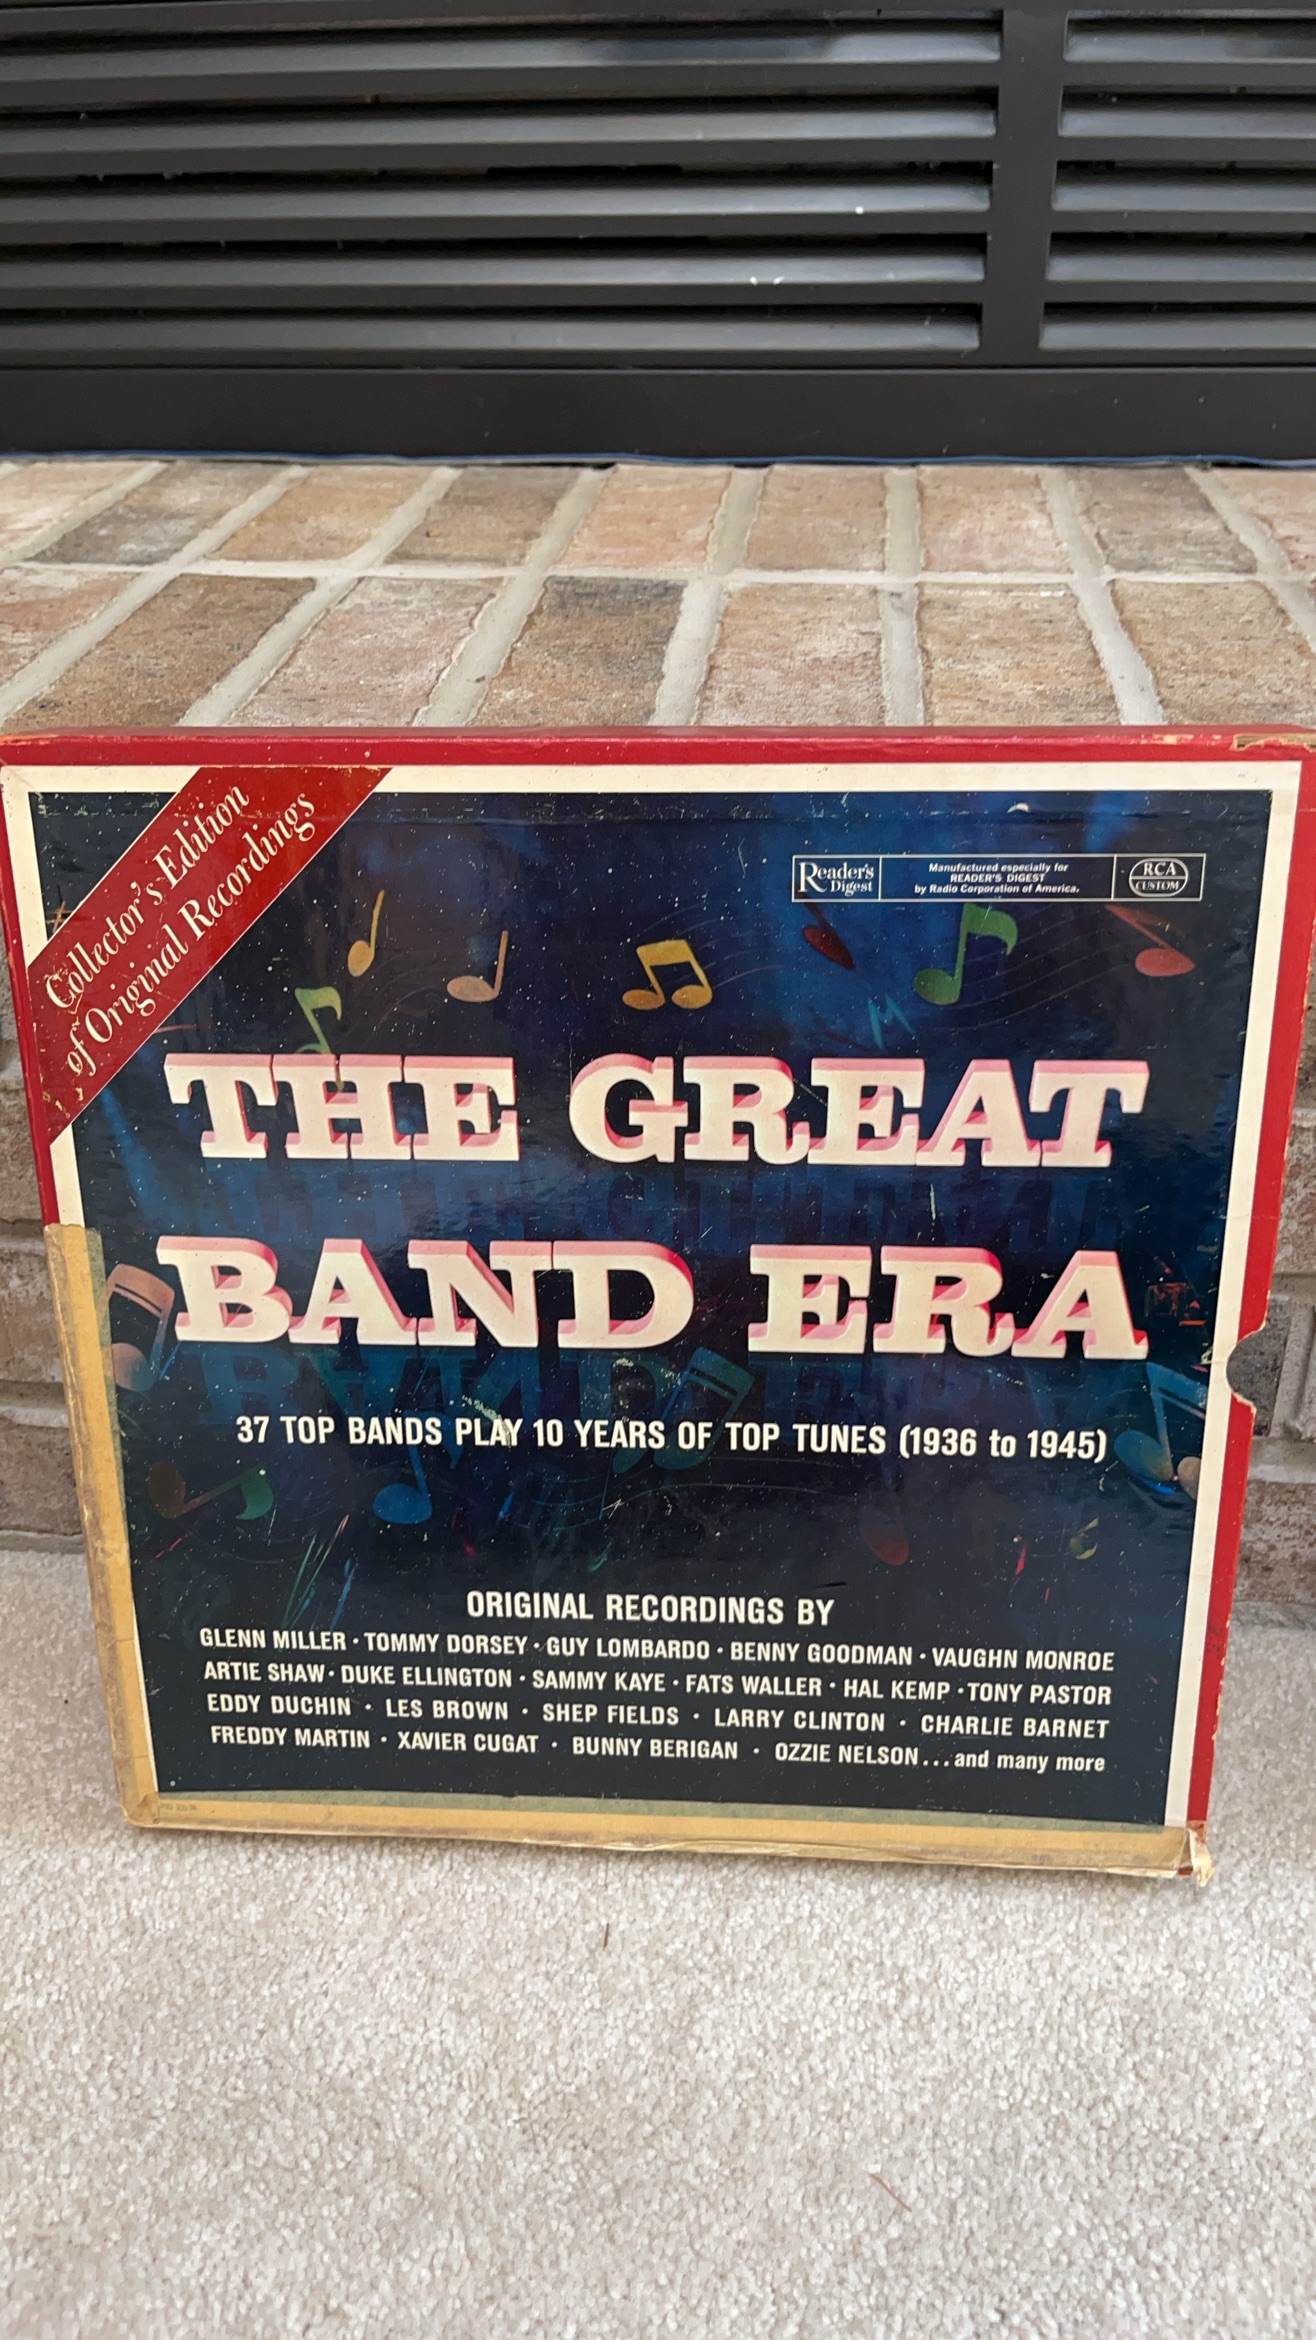 Collector's Edition
of Original Recordings
Reader's
Digest
Manufactured especially for
READER'S DIGEST
by Radio Corporation of America.
RCA
CUSTOM
THE GREAT
BAND ERA
37 TOP BANDS PLAY 10 YEARS OF TOP TUNES (1936 to 1945)
ORIGINAL RECORDINGS BY
GLENN MILLER · TOMMY DORSEY · GUY LOMBARDO · BENNY GOODMAN · VAUGHN MONROE
ARTIE SHAW · DUKE ELLINGTON · SAMMY KAYE · FATS WALLER · HAL KEMP · TONY PASTOR
EDDY DUCHIN · LES BROWN · SHEP FIELDS · LARRY CLINTON · CHARLIE BARNET
FREDDY MARTIN · XAVIER CUGAT · BUNNY BERIGAN · OZZIE NELSON...and many more